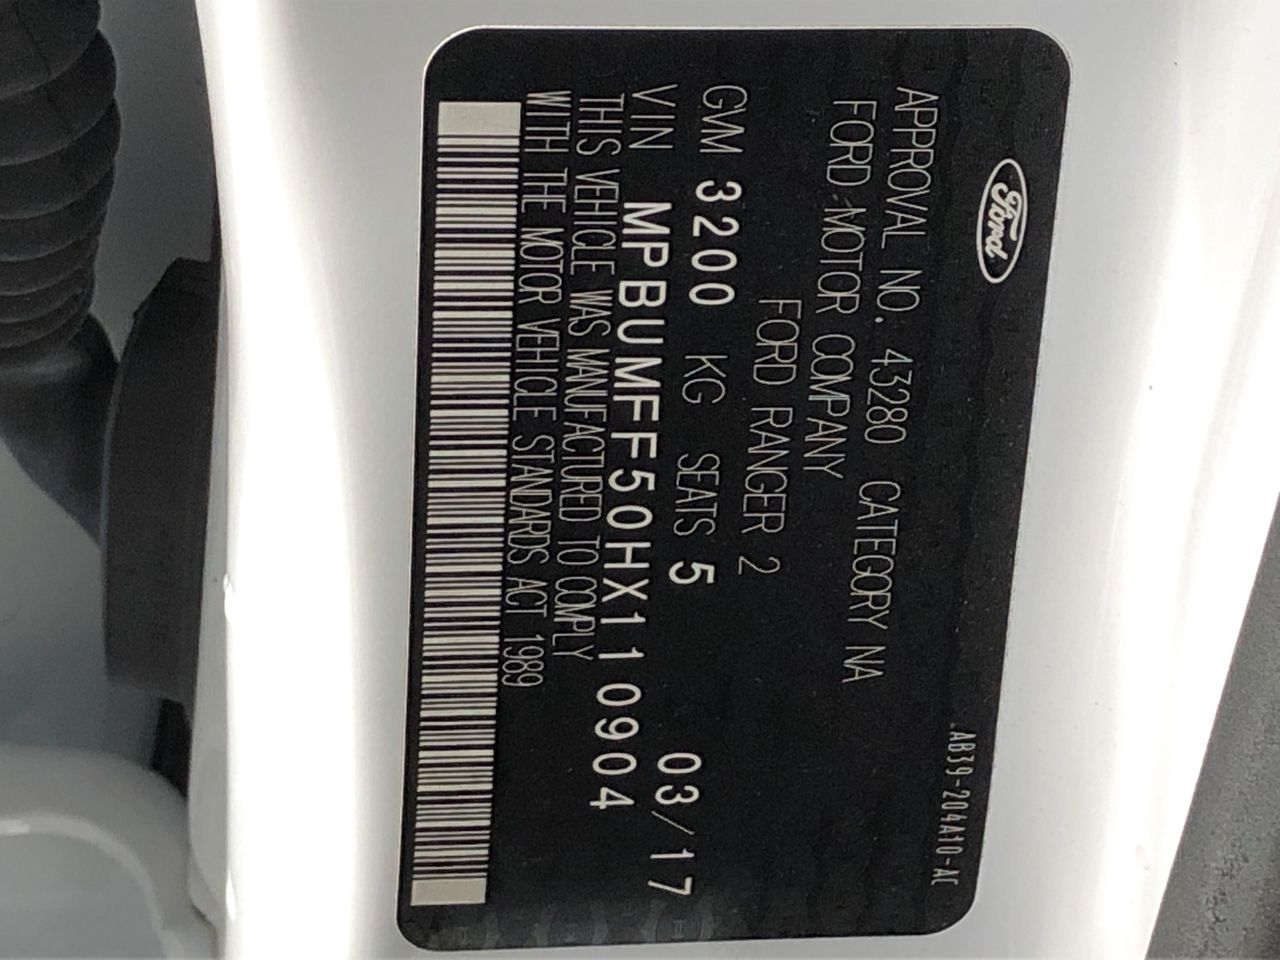 Ford
AB39-204A10-AC
APPROVAL NO. 43280 CATEGORY NA
FORD MOTOR COMPANY
FORD RANGER 2
GVM 3200 KG SEATS 5 03/17
VIN MPBUMFF50HX110904
THIS VEHICLE WAS MANUFACTURED TO COMPLY
WITH THE MOTOR VEHICLE STANDARDS ACT 1989